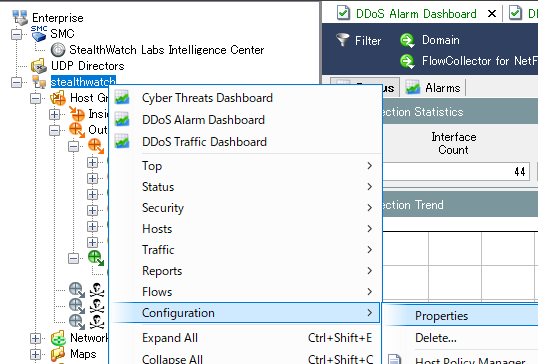 Enterprise
SMC
StealthWatch Labs Intelligence Center
UDP Directors
stealthwatch
Host Gr
Insi
Out
Network
Maps
Cyber Threats Dashboard
DDoS Alarm Dashboard
DDoS Traffic Dashboard
Top
Status
Security
Hosts
Traffic
Reports
Flows
Configuration
Expand All Ctrl+Shift+E
Collapse All Ctrl+Shift+C
Properties
Delete...
Host Policy Manager
DDoS Alarm Dashboard
Filter
Domain
FlowCollector for NetF
Alarms
ection Statistics
Interface
Count
44
ection Trend